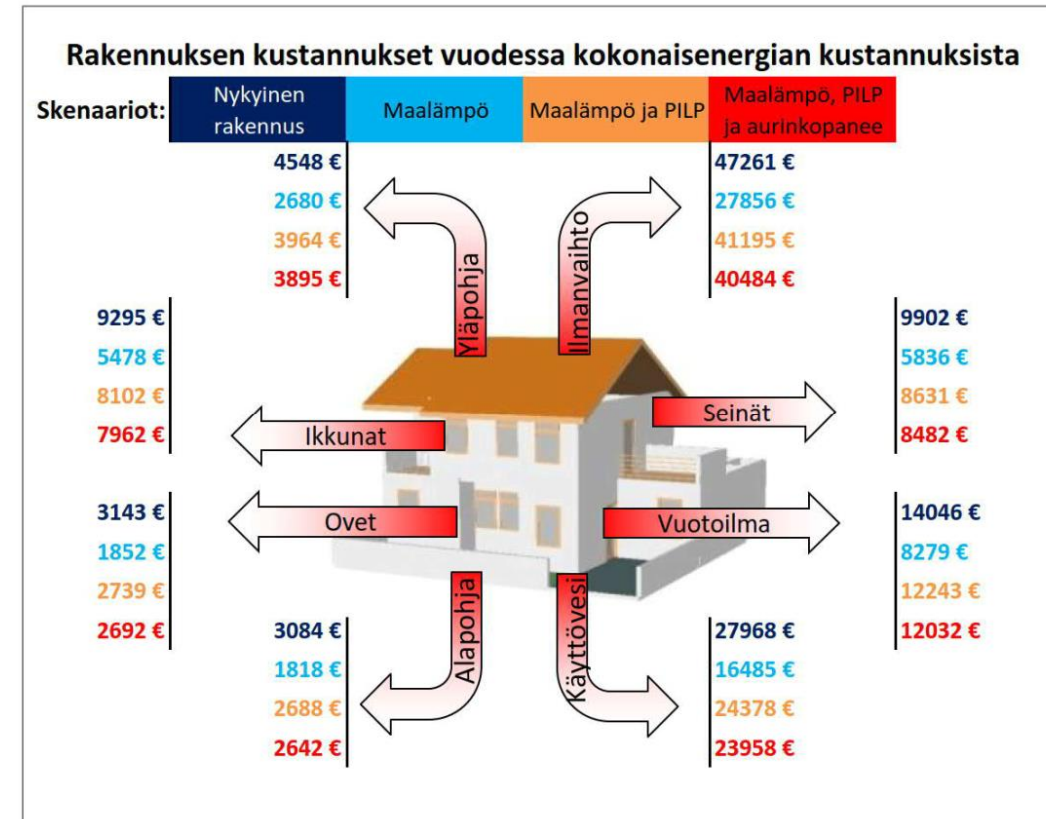 Rakennuksen kustannukset vuodessa kokonaisenergian kustannuksista
Skenaariot:
Nykyinen
rakennus
Maalämpö
Maalämpö ja PILP
Maalämpö, PILP
ja aurinkopanee
4548 €
2680 €
3964 €
3895 €
Yläpohja
47261 €
27856 €
41195 €
40484 €
Ilmanvaihto
9295 €
5478 €
8102 €
7962 €
Ikkunat
9902 €
5836 €
8631 €
8482 €
Seinät
3143 €
1852 €
2739 €
2692 €
Ovet
14046 €
8279 €
12243 €
12032 €
Vuotoilma
3084 €
1818 €
2688 €
2642 €
Alapohja
27968 €
16485 €
24378 €
23958 €
Käyttövesi